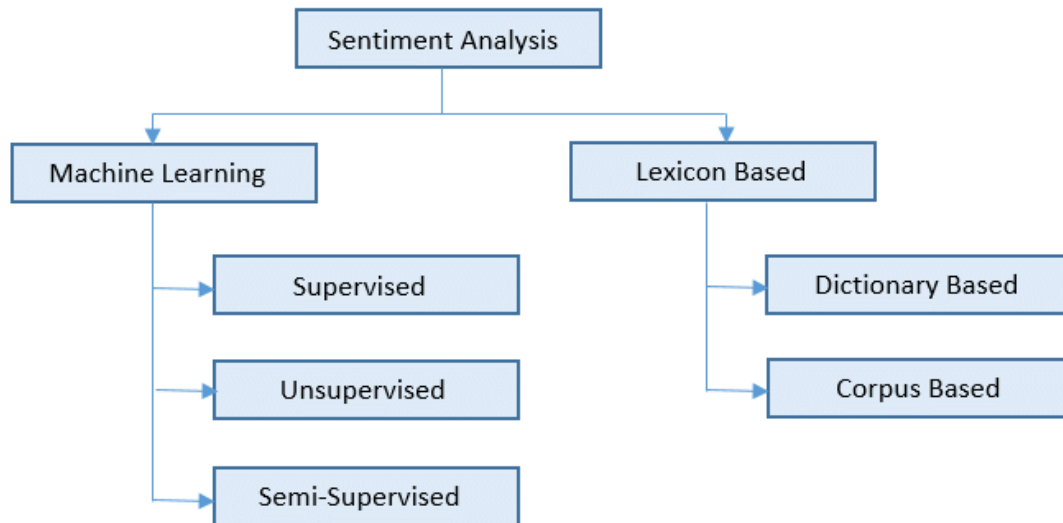 Sentiment Analysis
Machine Learning
Lexicon Based
Supervised
Dictionary Based
Unsupervised
Corpus Based
Semi-Supervised